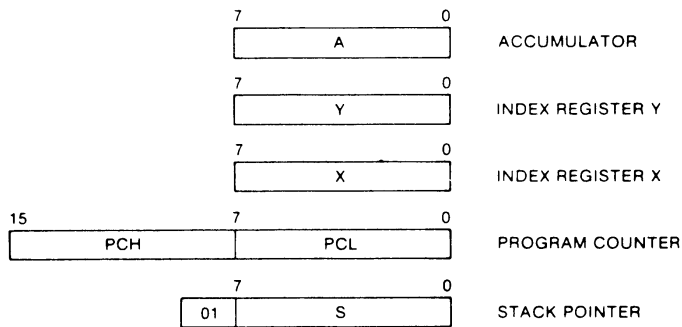 7 0
A ACCUMULATOR
7 0
Y INDEX REGISTER Y
7 0
X INDEX REGISTER X
15 7 0
PCH PCL PROGRAM COUNTER
7 0
01 S STACK POINTER